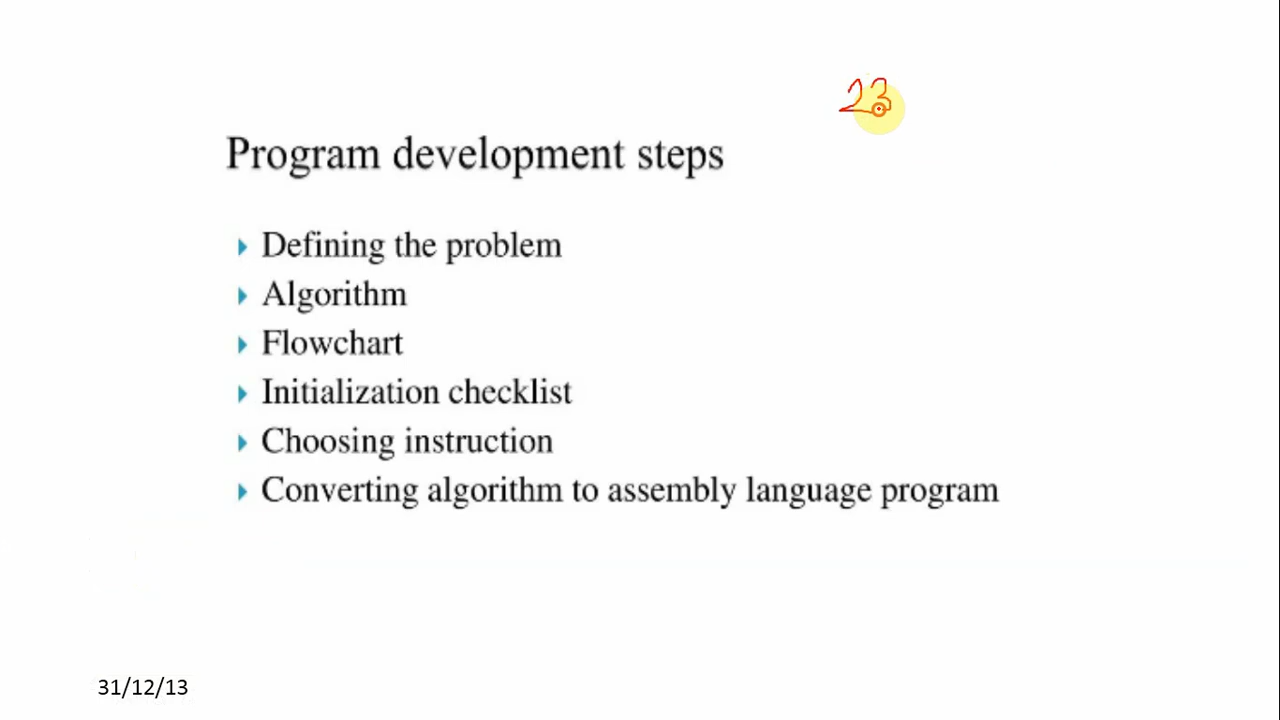 23
Program development steps
Defining the problem
Algorithm
Flowchart
Initialization checklist
Choosing instruction
Converting algorithm to assembly language program
31/12/13